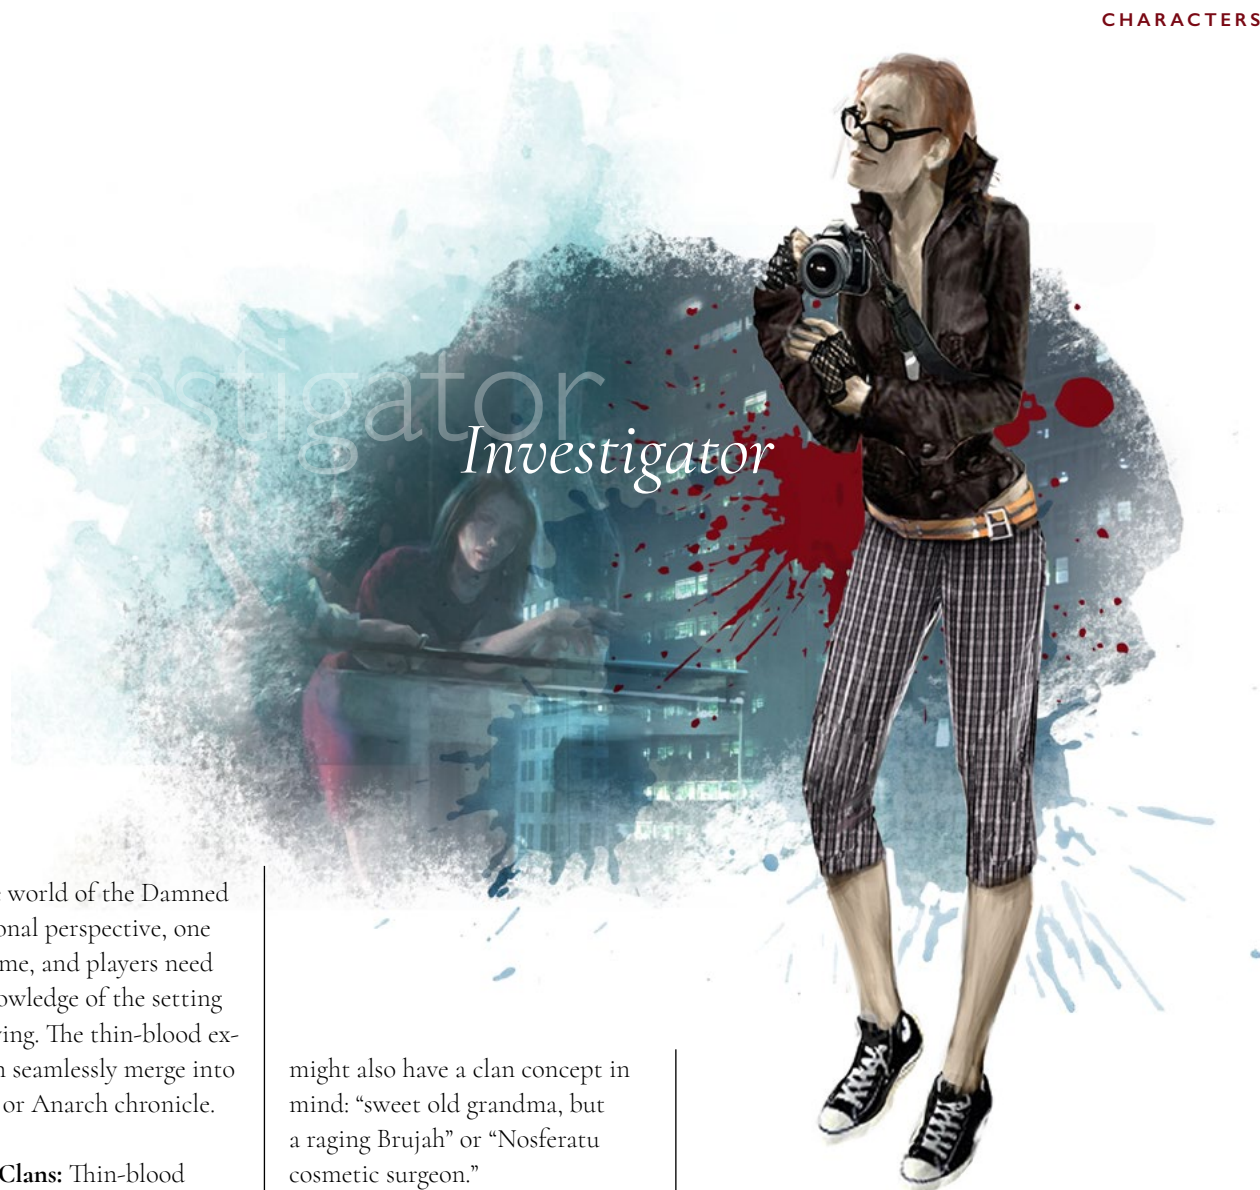 CHARACTERS
stigator
Investigator
world of the Damned
onal perspective, one
me, and players need
owledge of the setting
ing. The thin-blood ex-
seamlessly merge into
or Anarch chronicle.
Clans: Thin-blood
might also have a clan concept in
mind: “sweet old grandma, but
a raging Brujah” or “Nosferatu
cosmetic surgeon.”